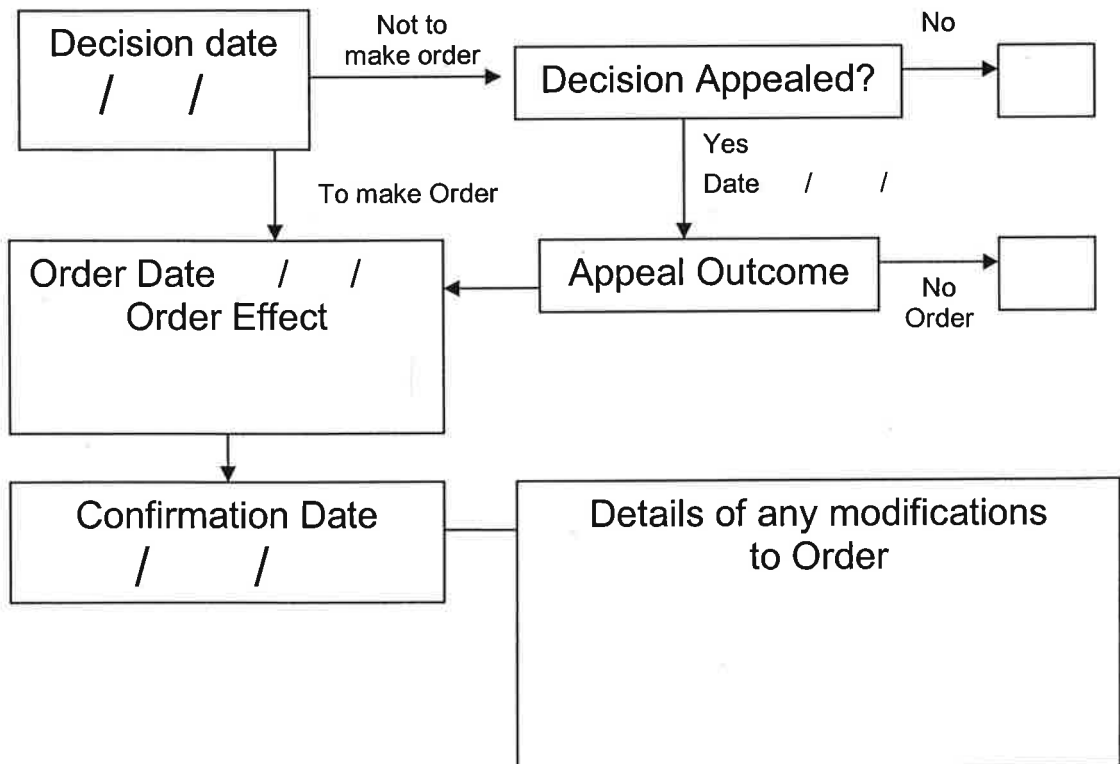 Decision date
/ /
Not to
make order
Decision Appealed?
No
Yes
Date / /
To make Order
Order Date / /
Order Effect
Appeal Outcome
No
Order
Confirmation Date
/ /
Details of any modifications
to Order